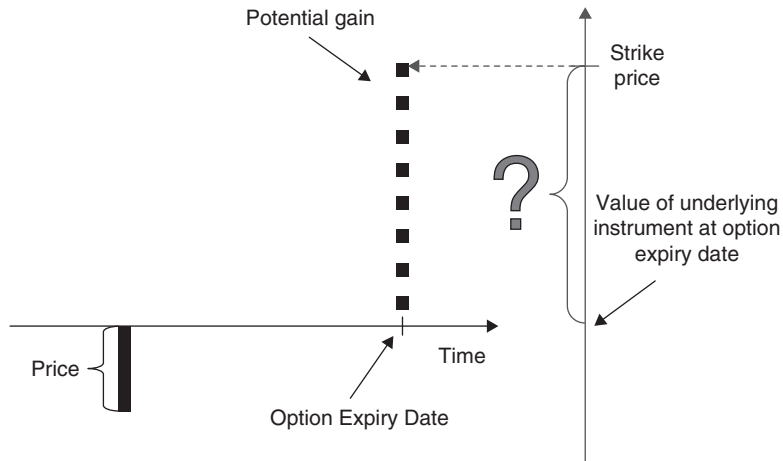 Potential gain
Strike
price
?
Value of underlying
instrument at option
expiry date
Time
Price
Option Expiry Date